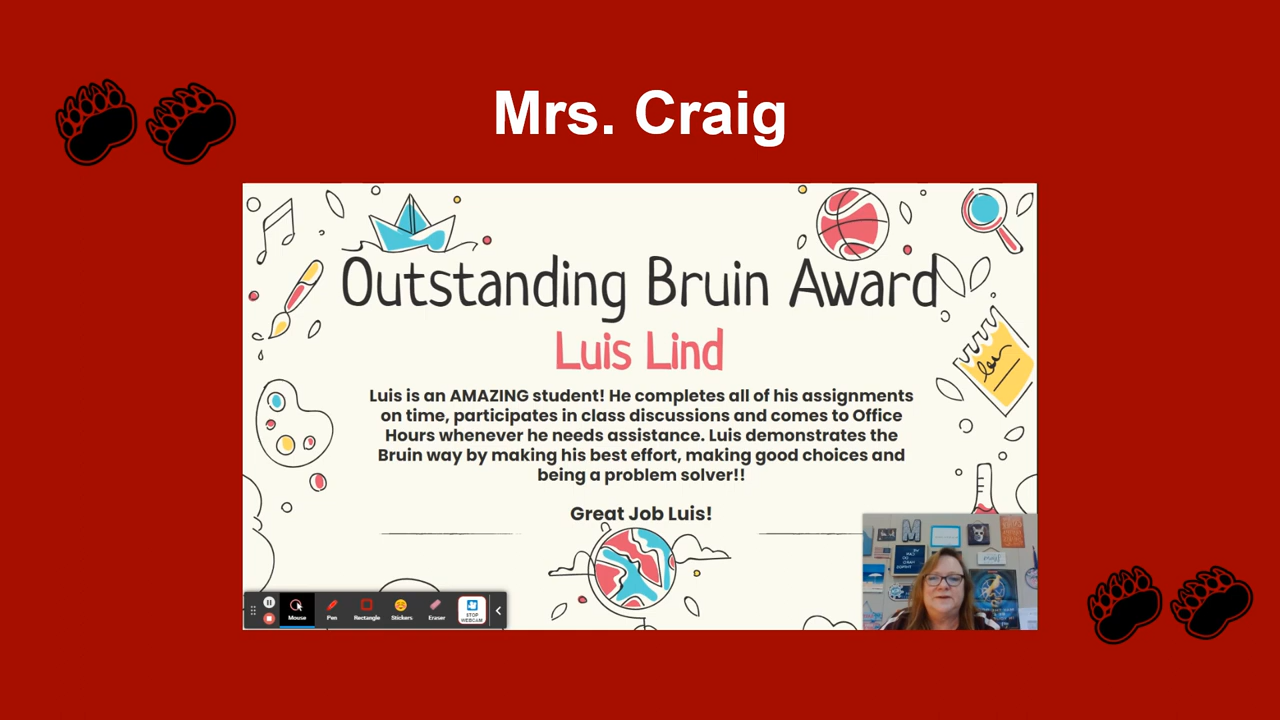 Mrs. Craig
Outstanding Bruin Award
Luis Lind
Luis is an AMAZING student! He completes all of his assignments
on time, participates in class discussions and comes to Office
Hours whenever he needs assistance. Luis demonstrates the
Bruin way by making his best effort, making good choices and
being a problem solver!!
Great Job Luis!
Mouse
Pen
Rectangle
Stickers
Eraser
STOP
WEBCAM
M